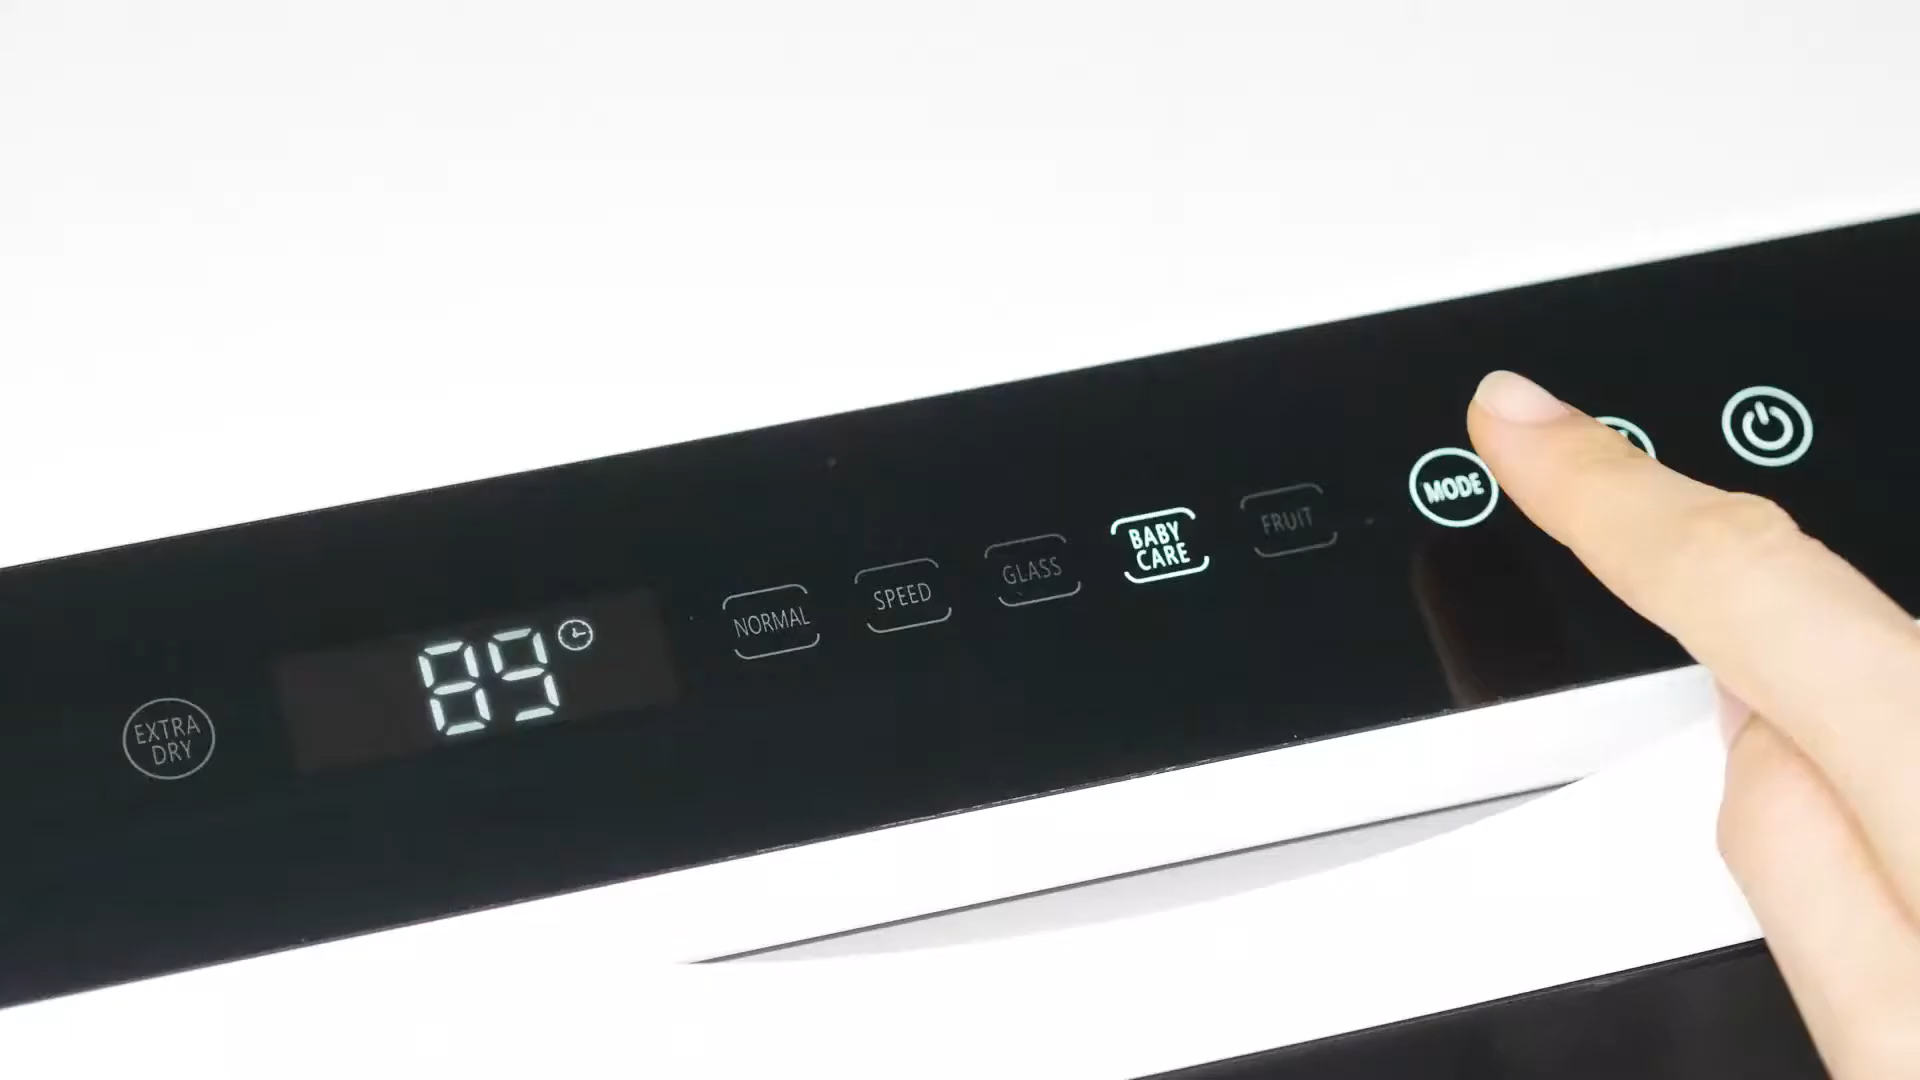 EXTRA
DRY
89
NORMAL
SPEED
GLASS
BABY
CARE
FRUIT
MODE